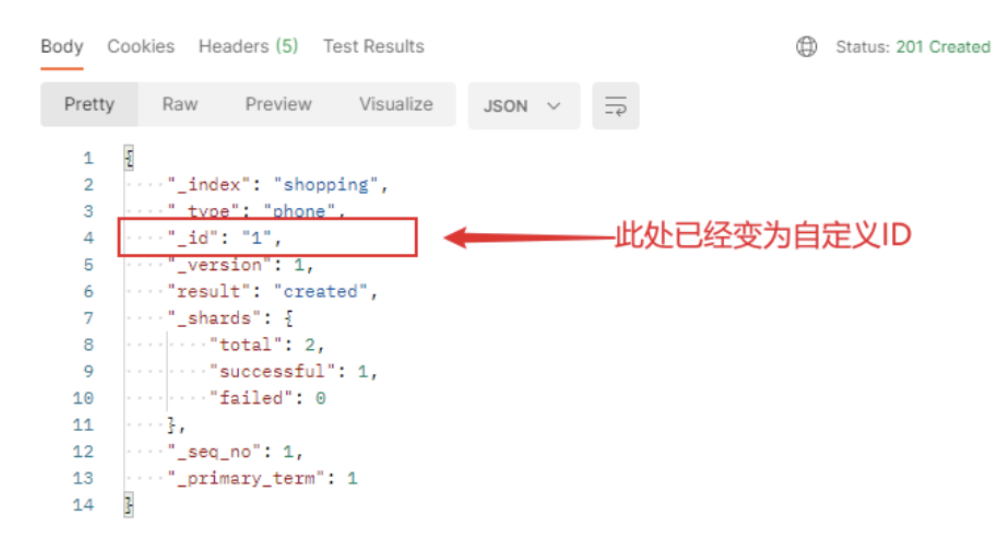 Body Cookies Headers (5) Test Results Status: 201 Created
Pretty Raw Preview Visualize JSON
1 {
2 "_index": "shopping",
3 "_type": "phone",
4 "_id": "1", 此处已经变为自定义ID
5 "_version": 1,
6 "result": "created",
7 "_shards": {
8 "total": 2,
9 "successful": 1,
10 "failed": 0
11 },
12 "_seq_no": 1,
13 "_primary_term": 1
14 }